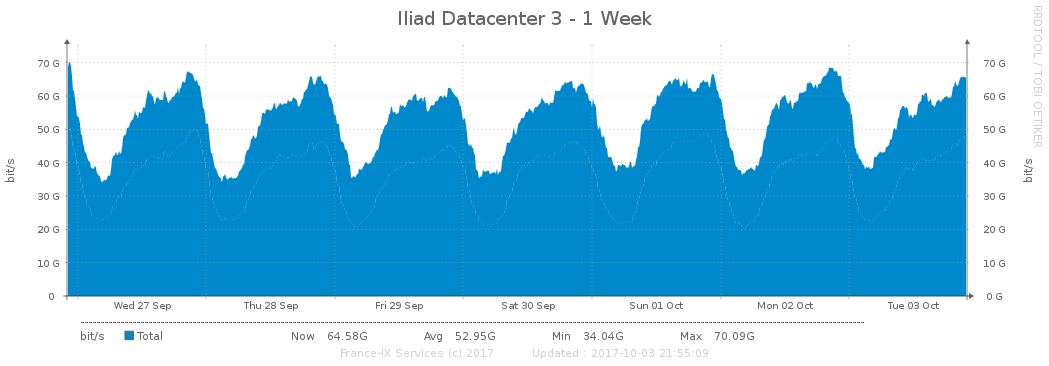 Iliad Datacenter 3 - 1 Week
RRDTOOL / TOBI OETIKER
bit/s
70 G 70 G
60 G 60 G
50 G 50 G
40 G 40 G
30 G 30 G
20 G 20 G
10 G 10 G
0 0 G
bit/s
Wed 27 Sep Thu 28 Sep Fri 29 Sep Sat 30 Sep Sun 01 Oct Mon 02 Oct Tue 03 Oct
bit/s Total Now 64.58G Avg 52.95G Min 34.04G Max 70.09G
France-IX Services (c) 2017 Updated : 2017-10-03 21:55:09